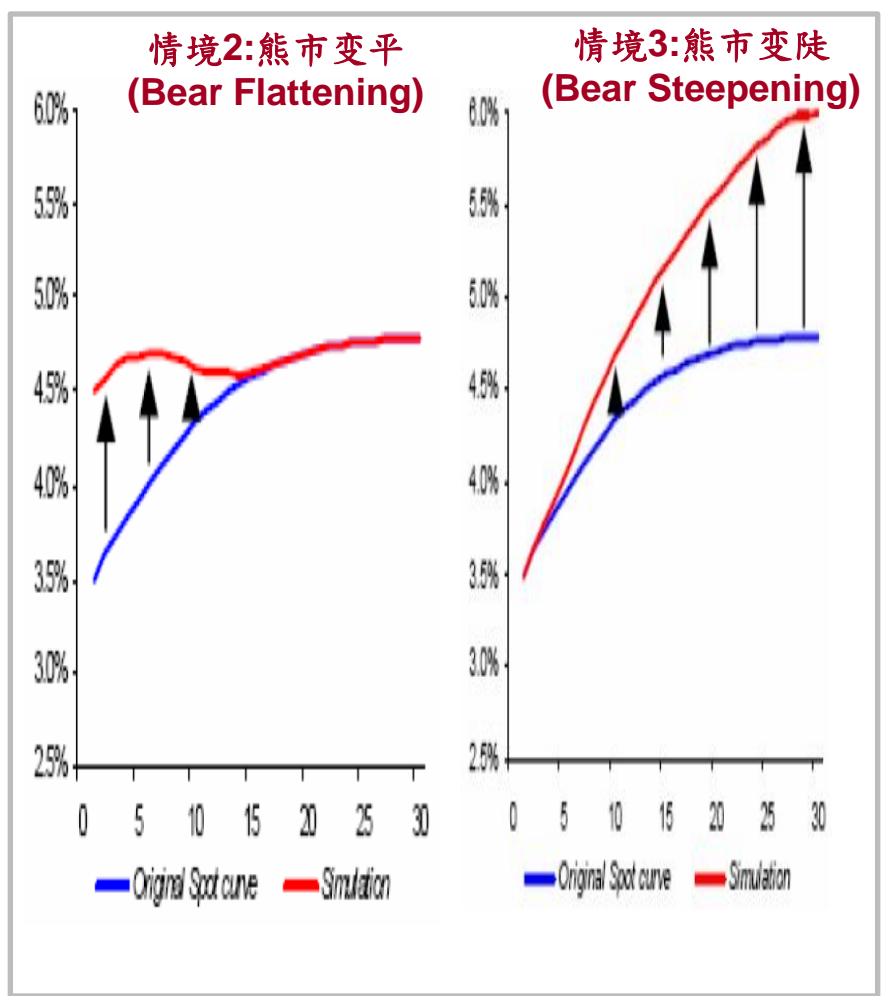 情境2:熊市变平
(Bear Flattening)
6.0%
5.5%
5.0%
4.5%
4.0%
3.5%
3.0%
2.5%
0 5 10 15 20 25 30
Original Spot curve Simulation
情境3:熊市变陡
(Bear Steepening)
6.0%
5.5%
5.0%
4.5%
4.0%
3.5%
3.0%
2.5%
0 5 10 15 20 25 30
Original Spot curve Simulation